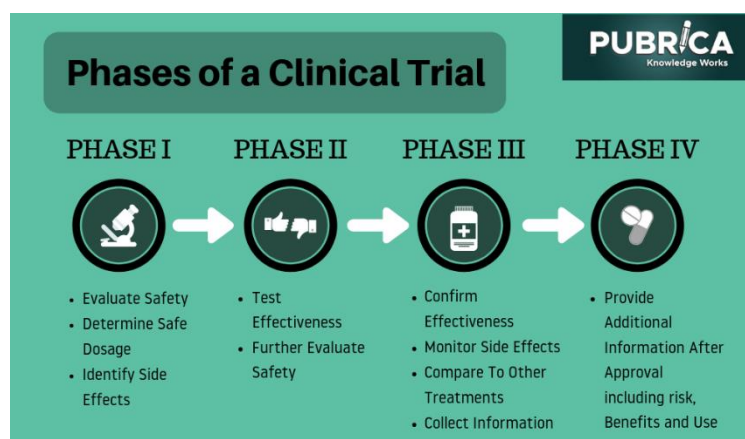 PUBRICA
Knowledge Works
Phases of a Clinical Trial
PHASE I
• Evaluate Safety
• Determine Safe
Dosage
• Identify Side
Effects
PHASE II
• Test
Effectiveness
• Further Evaluate
Safety
PHASE III
• Confirm
Effectiveness
• Monitor Side Effects
• Compare To Other
Treatments
• Collect Information
PHASE IV
• Provide
Additional
Information After
Approval
including risk,
Benefits and Use